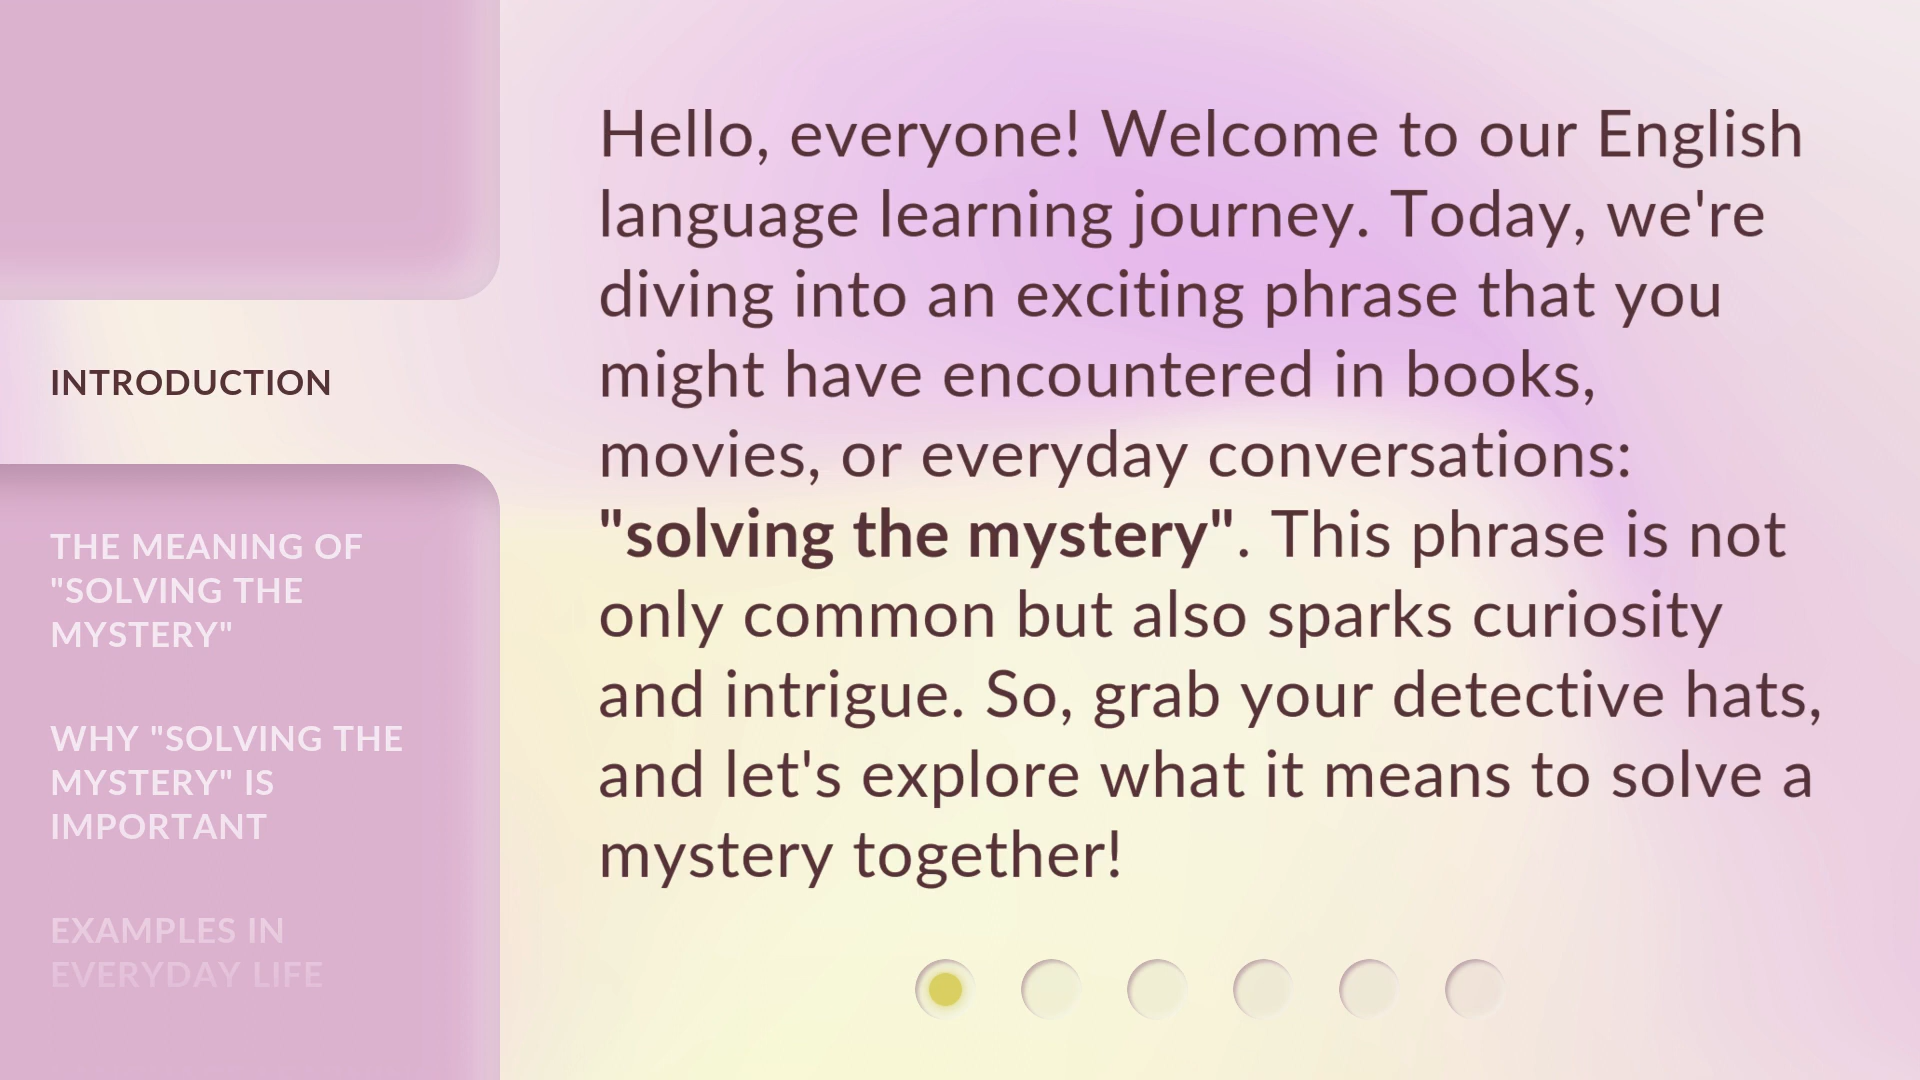 INTRODUCTION
THE MEANING OF
"SOLVING THE
MYSTERY"
WHY "SOLVING THE
MYSTERY" IS
IMPORTANT
EXAMPLES IN
EVERYDAY LIFE
Hello, everyone! Welcome to our English
language learning journey. Today, we're
diving into an exciting phrase that you
might have encountered in books,
movies, or everyday conversations:
"solving the mystery". This phrase is not
only common but also sparks curiosity
and intrigue. So, grab your detective hats,
and let's explore what it means to solve a
mystery together!